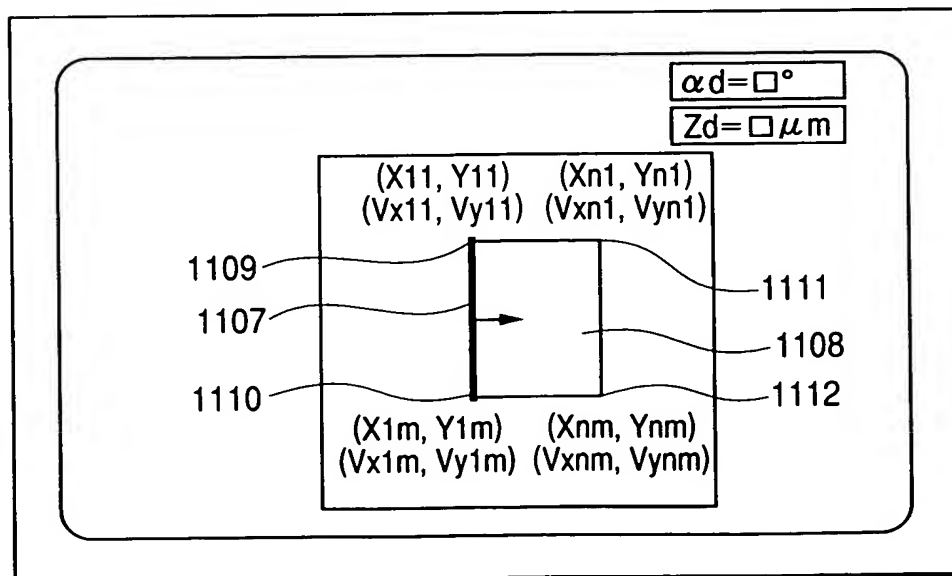 αd=□°
Zd=□μm
(X11, Y11) (Xn1, Yn1)
(Vx11, Vy11) (Vxn1, Vyn1)
1109
1111
1107
1108
1110
1112
(X1m, Y1m) (Xnm, Ynm)
(Vx1m, Vy1m) (Vxnm, Vynm)